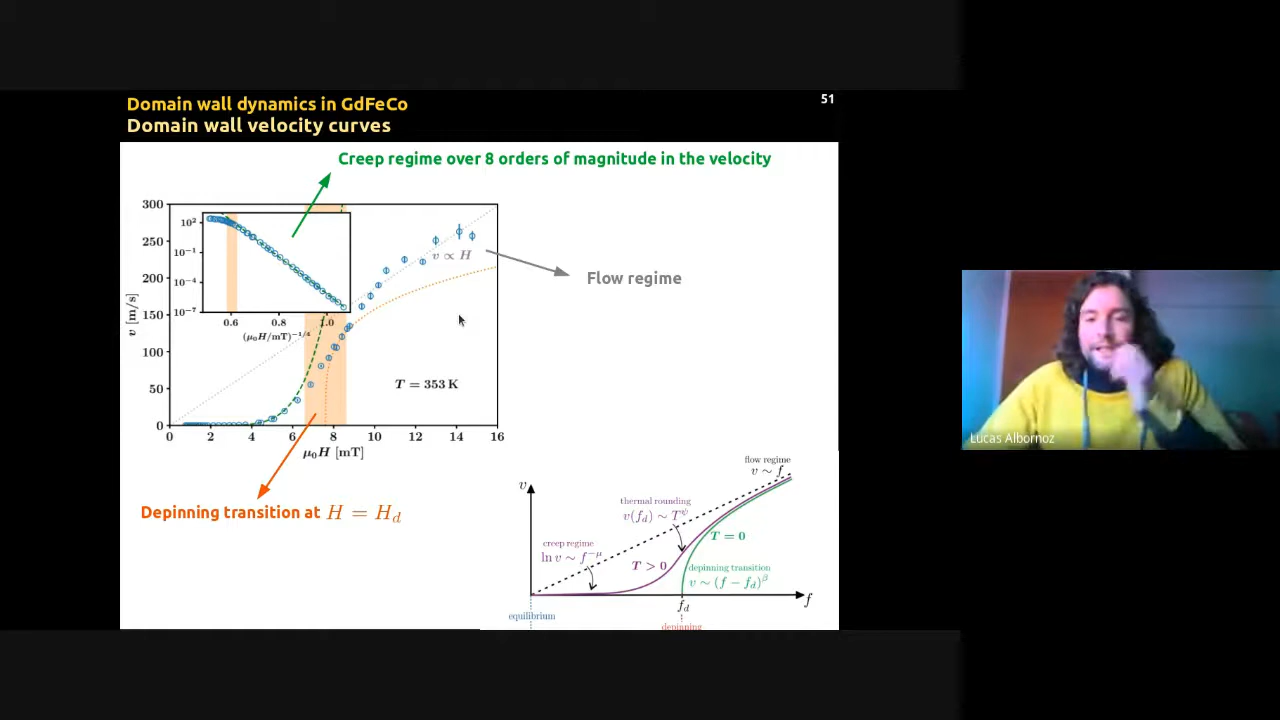 Domain wall dynamics in GdFeCo
51
Domain wall velocity curves
Creep regime over 8 orders of magnitude in the velocity
300
250
200
150
100
50
0
v [m/s]
10²
10⁻¹
10⁻⁴
10⁻⁷
0.6 0.8 1.0
(μ₀H/mT)⁻¹/⁴
v ∝ H
Flow regime
T = 353 K
0 2 4 6 8 10 12 14 16
μ₀H [mT]
Depinning transition at H = H_d
v
flow regime
v ~ f
thermal rounding
v(f_d) ~ T^ψ
creep regime
ln v ~ f^−μ
T = 0
T > 0
depinning transition
v ~ (f − f_d)^β
f_d
f
equilibrium
depinning
Lucas Albornoz